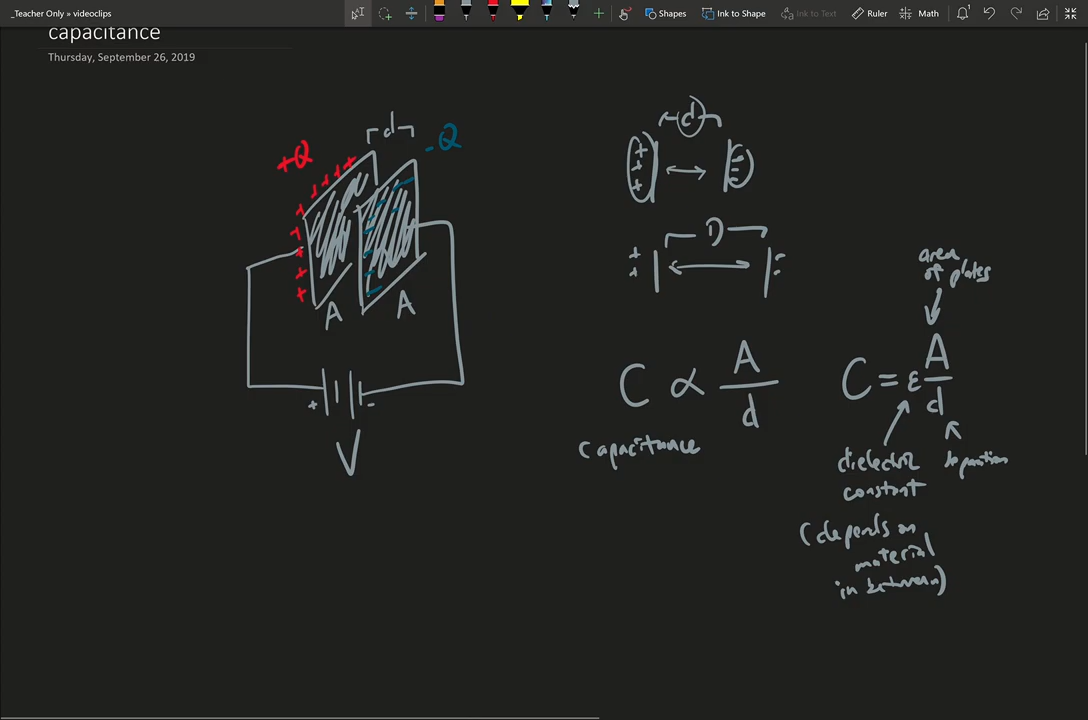 _Teacher Only » videoclips
Shapes
Ink to Shape
Ink to Text
Ruler
Math
capacitance
Thursday, September 26, 2019
+Q
d
-Q
A
A
+ -
V
d
+ -
+ -
+ -
D
+ -
+ -
C ∝ A/d
capacitance
area
of plates
C = ε A/d
dielectric
constant
separation
(depends on
material
in between)